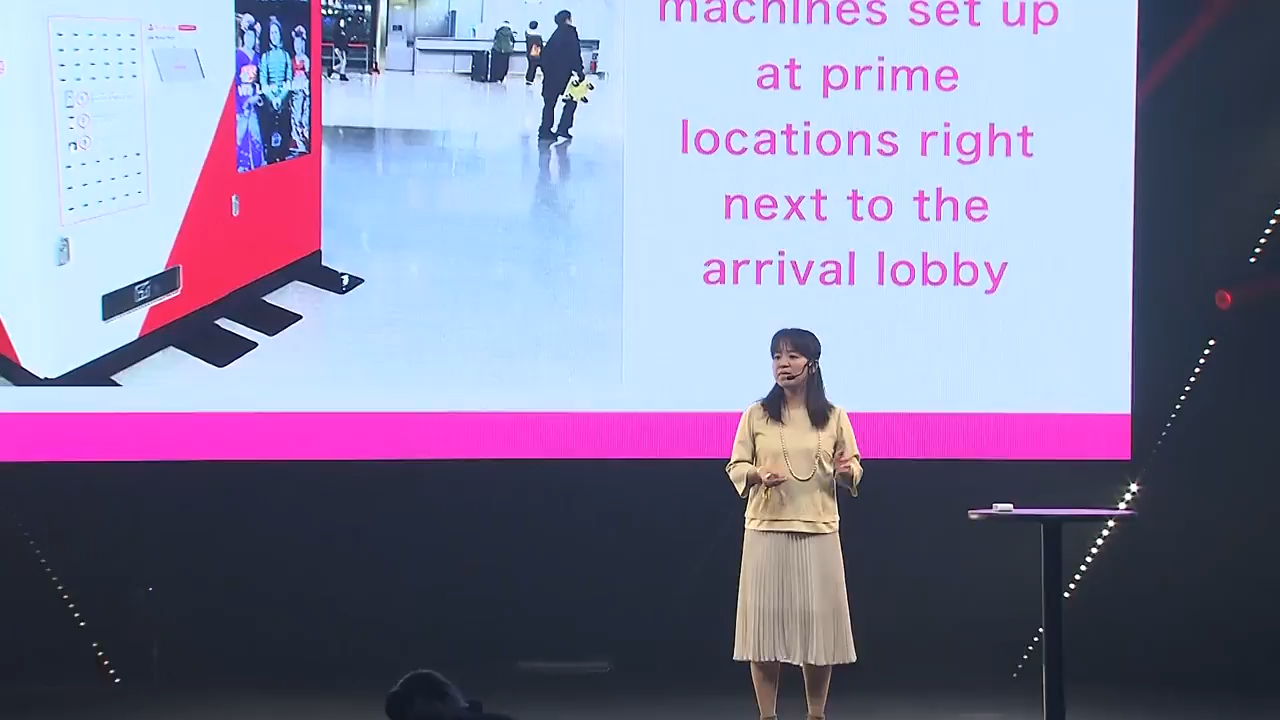 machines set up
at prime
locations right
next to the
arrival lobby